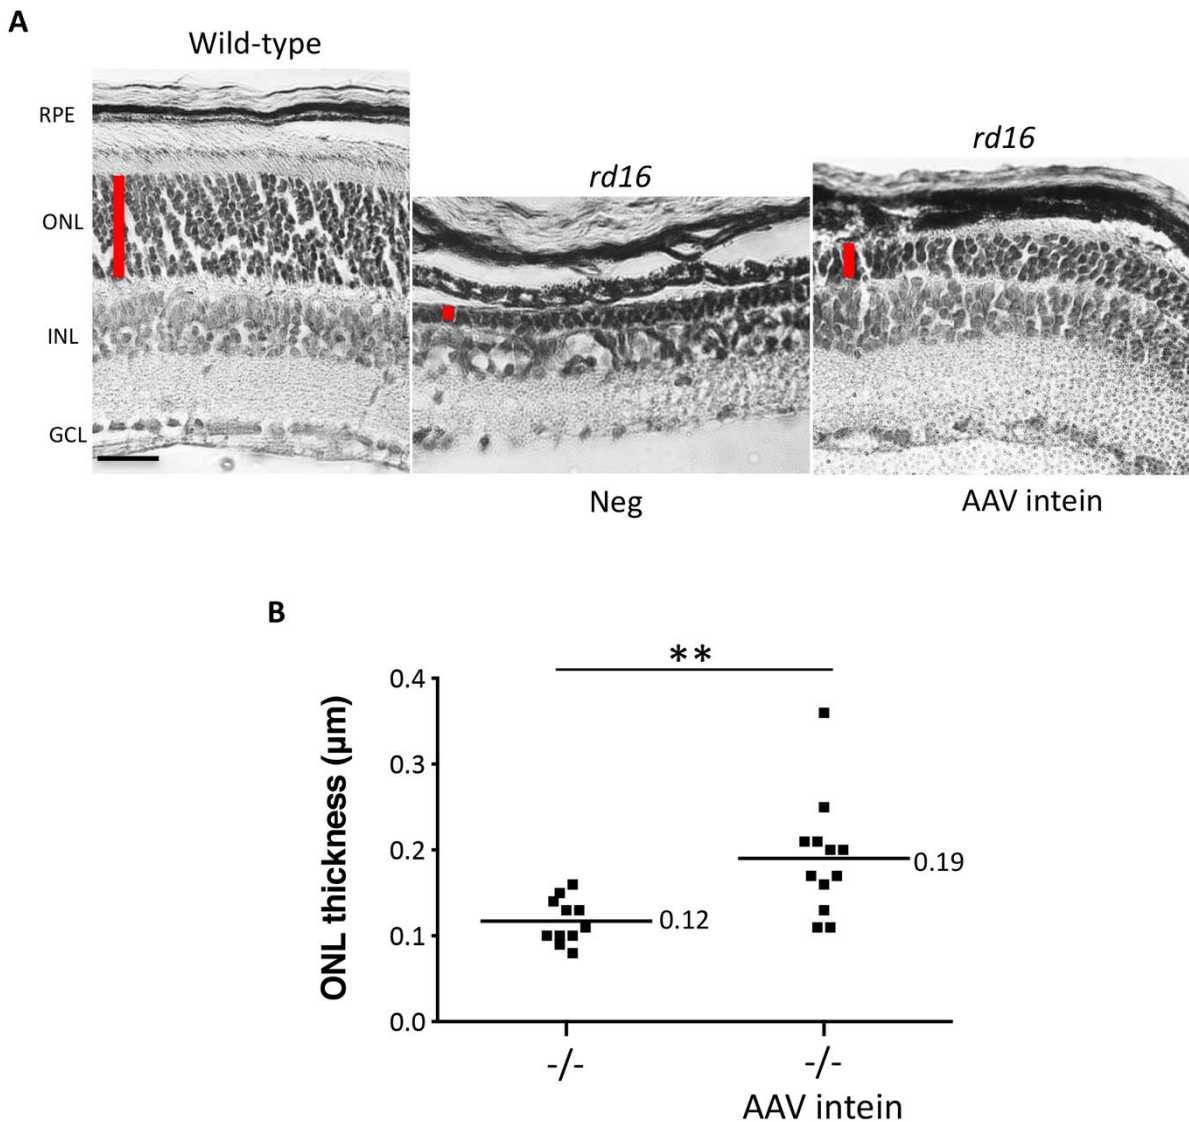 A
Wild-type
RPE
ONL
INL
GCL
rd16
Neg
rd16
AAV intein
B
**
ONL thickness (μm)
0.4
0.3
0.2
0.1
0.0
0.12
0.19
-/-
-/-
AAV intein